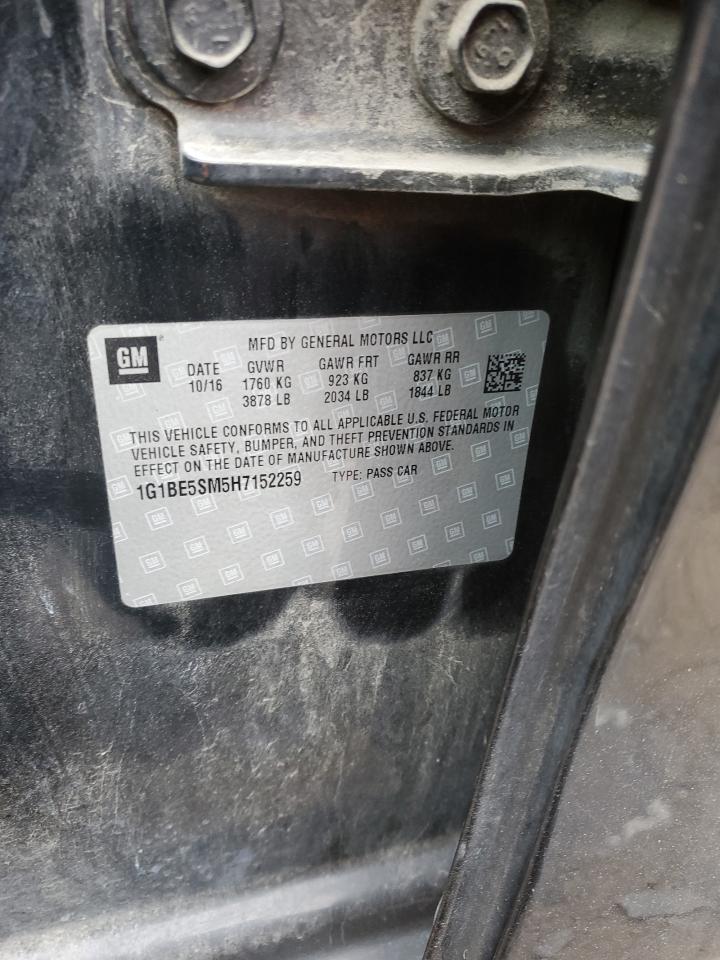 GM
MFD BY GENERAL MOTORS LLC
DATE GVWR GAWR FRT GAWR RR
10/16 1760 KG 923 KG 837 KG
3878 LB 2034 LB 1844 LB
THIS VEHICLE CONFORMS TO ALL APPLICABLE U.S. FEDERAL MOTOR
VEHICLE SAFETY, BUMPER, AND THEFT PREVENTION STANDARDS IN
EFFECT ON THE DATE OF MANUFACTURE SHOWN ABOVE.
1G1BE5SM5H7152259 TYPE: PASS CAR